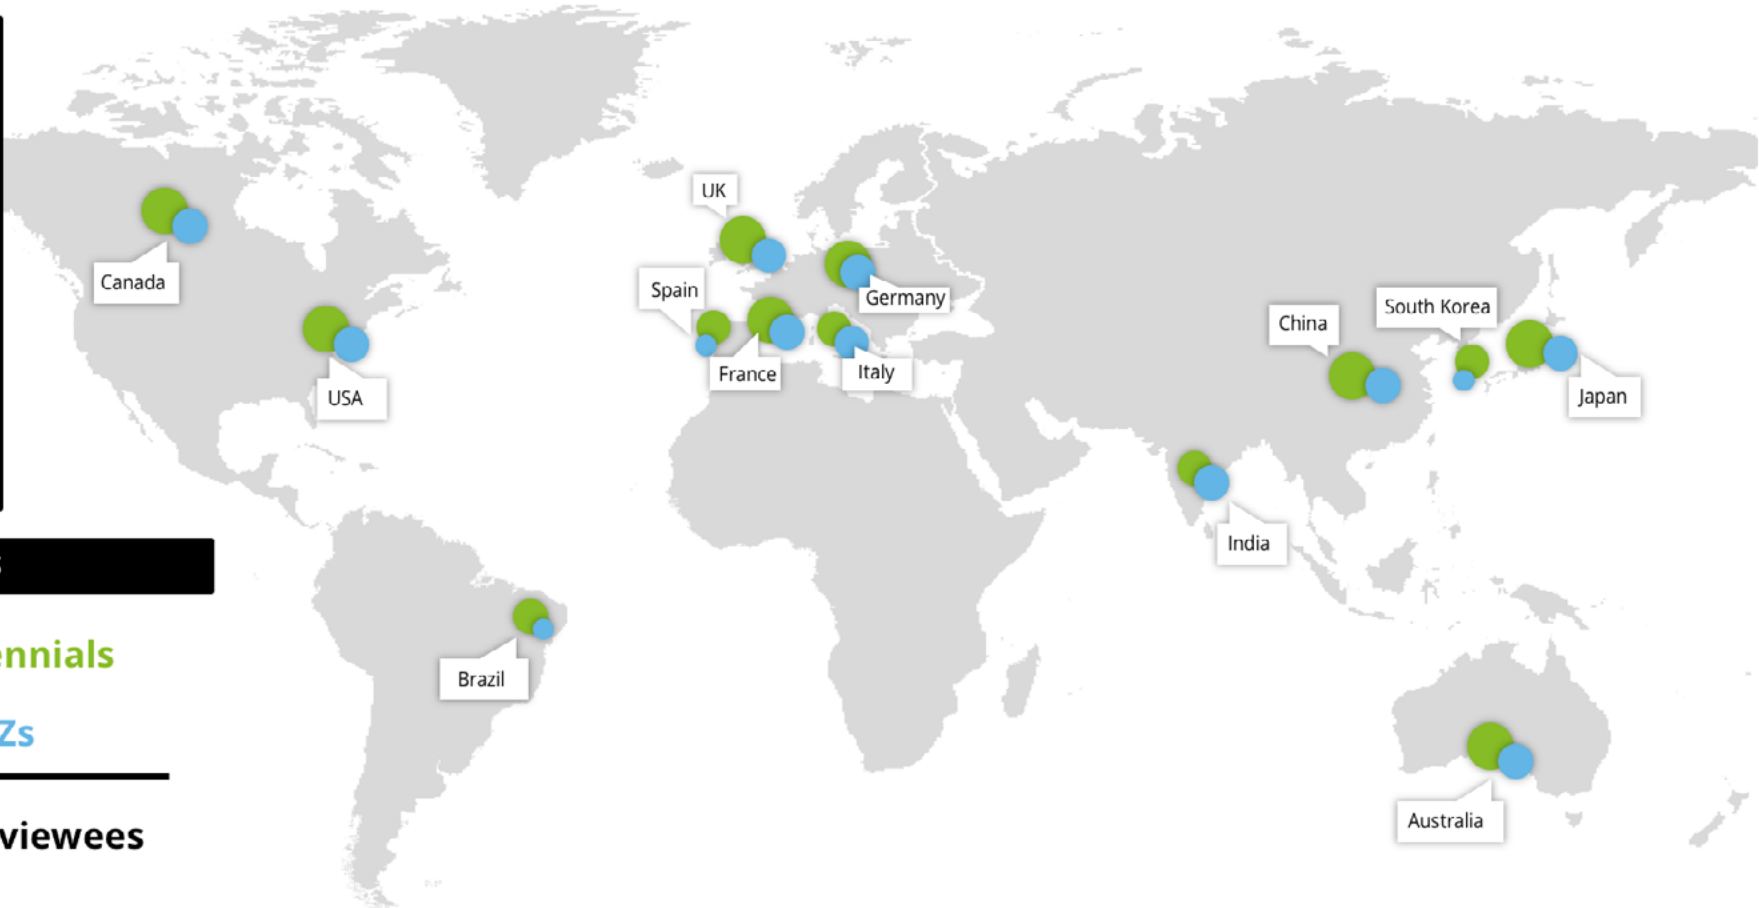 UK
Canada
Spain
Germany
South Korea
China
France
Italy
USA
Japan
India
ennials
Brazil
Zs
Australia
viewees